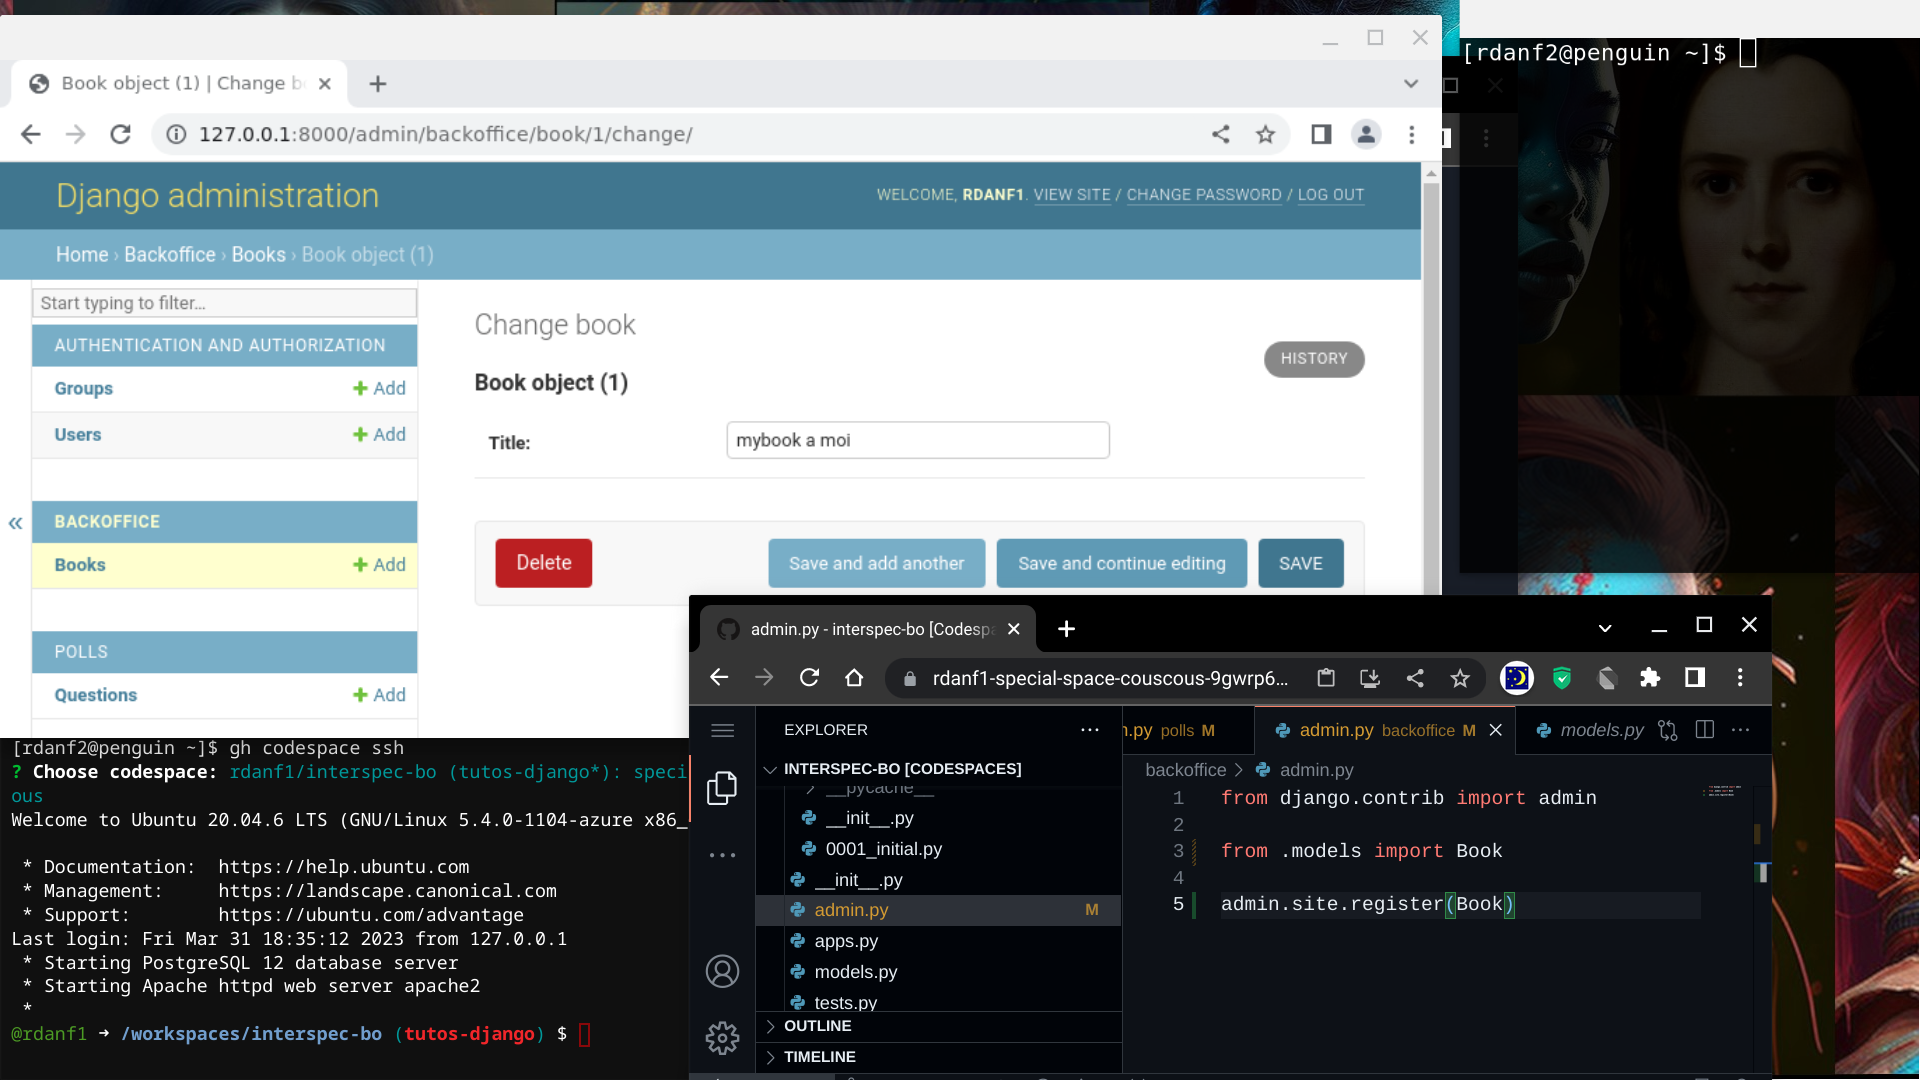 [rdanf2@penguin ~]$
Book object (1) | Change b
127.0.0.1:8000/admin/backoffice/book/1/change/
Django administration
WELCOME, RDANF1. VIEW SITE / CHANGE PASSWORD / LOG OUT
Home › Backoffice › Books › Book object (1)
Start typing to filter...
AUTHENTICATION AND AUTHORIZATION
Groups + Add
Users + Add
«
BACKOFFICE
Books + Add
POLLS
Questions + Add
Change book
HISTORY
Book object (1)
Title: mybook a moi
Delete Save and add another Save and continue editing SAVE
[rdanf2@penguin ~]$ gh codespace ssh
? Choose codespace: rdanf1/interspec-bo (tutos-django*): speci
ous
Welcome to Ubuntu 20.04.6 LTS (GNU/Linux 5.4.0-1104-azure x86_
* Documentation: https://help.ubuntu.com
* Management: https://landscape.canonical.com
* Support: https://ubuntu.com/advantage
Last login: Fri Mar 31 18:35:12 2023 from 127.0.0.1
* Starting PostgreSQL 12 database server
* Starting Apache httpd web server apache2
*
@rdanf1 → /workspaces/interspec-bo (tutos-django) $
admin.py - interspec-bo [Codespa
rdanf1-special-space-couscous-9gwrp6...
EXPLORER
INTERSPEC-BO [CODESPACES]
__pycache__
__init__.py
0001_initial.py
__init__.py
admin.py M
apps.py
models.py
tests.py
OUTLINE
TIMELINE
n.py polls M admin.py backoffice M models.py
backoffice > admin.py
1 from django.contrib import admin
2
3 from .models import Book
4
5 admin.site.register(Book)